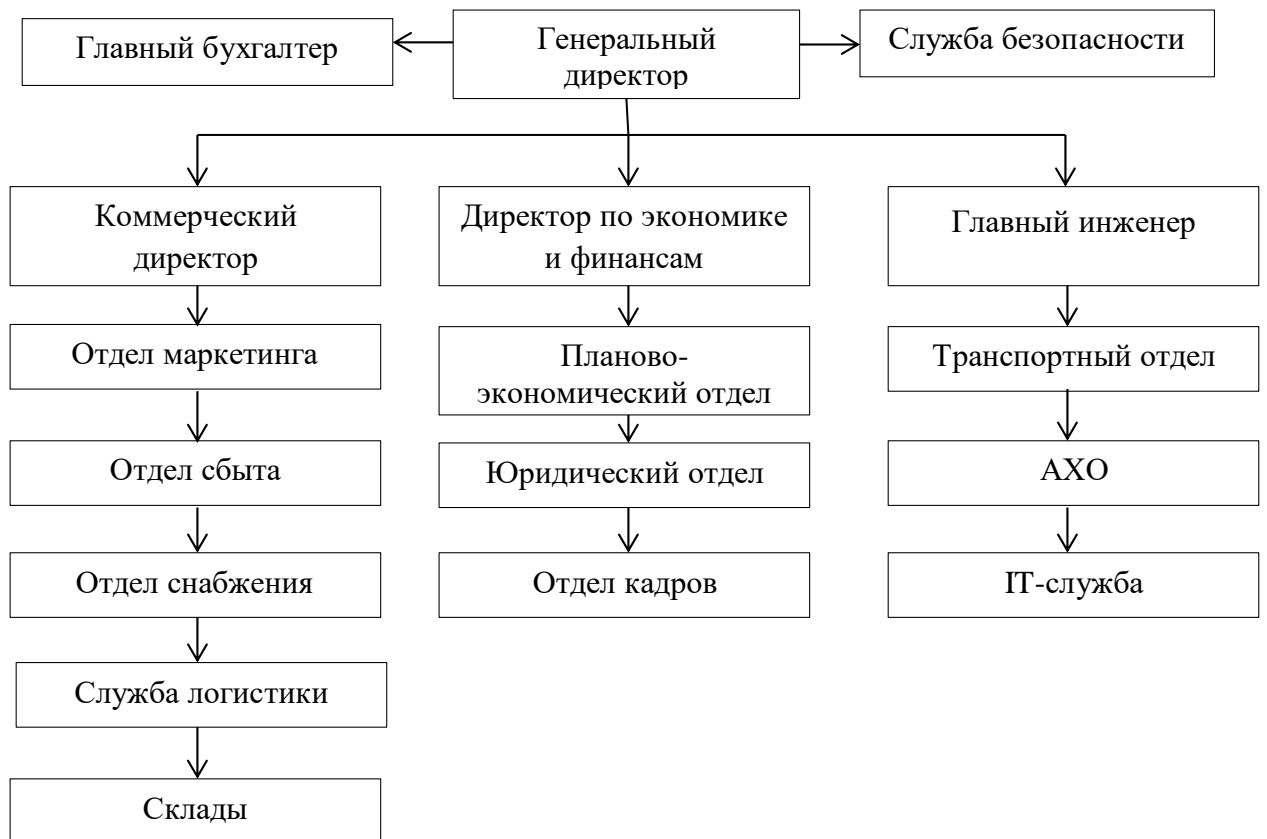 Главный бухгалтер
Генеральный
директор
Служба безопасности
Коммерческий
директор
Директор по экономике
и финансам
Главный инженер
Отдел маркетинга
Планово-
экономический отдел
Транспортный отдел
Отдел сбыта
Юридический отдел
АХО
Отдел снабжения
Отдел кадров
IT-служба
Служба логистики
Склады